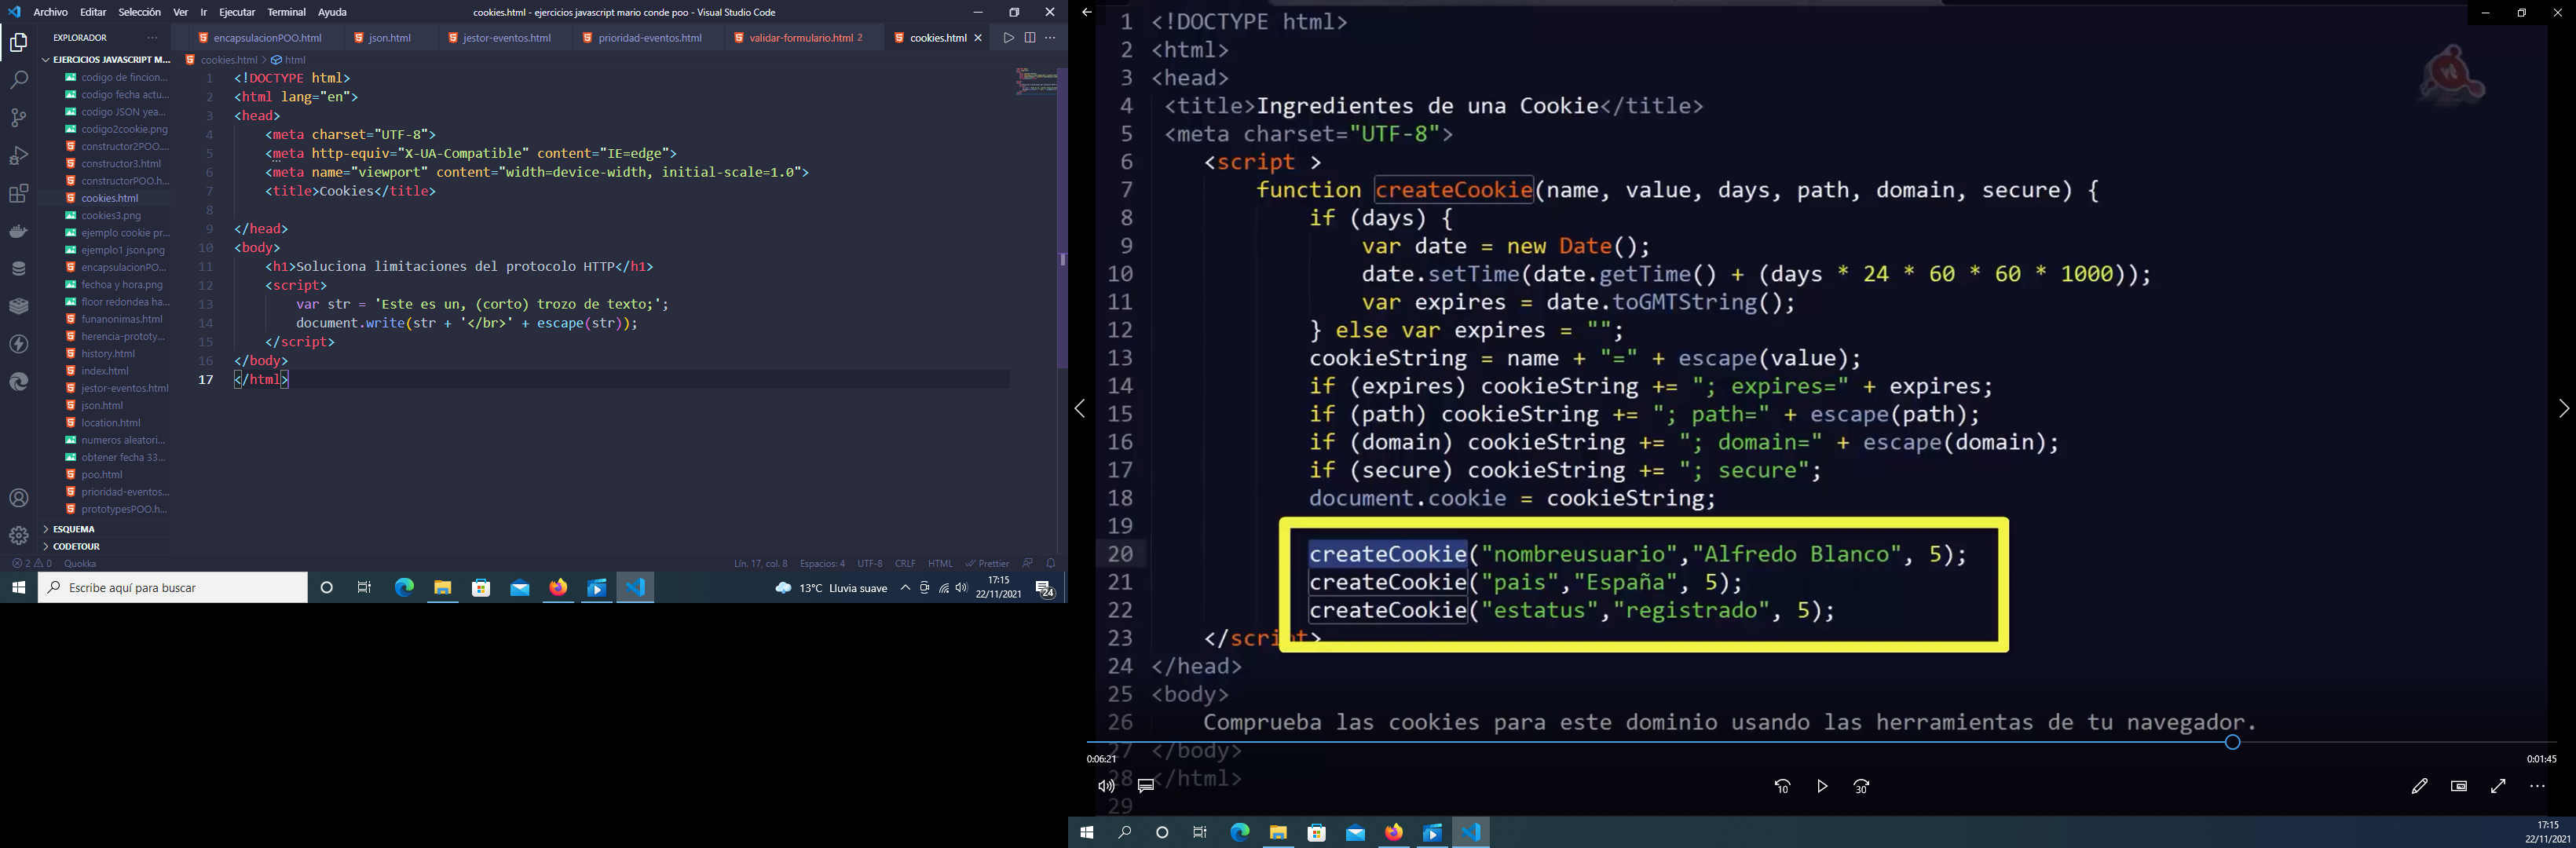 Archivo Editar Selección Ver Ir Ejecutar Terminal Ayuda
cookies.html - ejercicios javascript mario conde poo - Visual Studio Code
EXPLORADOR
encapsulacionPOO.html json.html jestor-eventos.html prioridad-eventos.html validar-formulario.html 2 cookies.html
EJERCICIOS JAVASCRIPT M...
codigo de fincion...
codigo fecha actu...
codigo JSON yea...
codigo2cookie.png
constructor2POO....
constructor3.html
constructorPOO.h...
cookies.html
cookies3.png
ejemplo cookie pr...
ejemplo1 json.png
encapsulacionPO...
fechoa y hora.png
floor redondea ha...
funanonimas.html
herencia-prototy...
history.html
index.html
jestor-eventos.html
json.html
location.html
numeros aleatori...
obtener fecha 33...
poo.html
prioridad-eventos...
prototypesPOO.h...
ESQUEMA
CODETOUR
cookies.html > html
1 <!DOCTYPE html>
2 <html lang="en">
3 <head>
4 <meta charset="UTF-8">
5 <meta http-equiv="X-UA-Compatible" content="IE=edge">
6 <meta name="viewport" content="width=device-width, initial-scale=1.0">
7 <title>Cookies</title>
8
9 </head>
10 <body>
11 <h1>Soluciona limitaciones del protocolo HTTP</h1>
12 <script>
13 var str = 'Este es un, (corto) trozo de texto;';
14 document.write(str + '</br>' + escape(str));
15 </script>
16 </body>
17 </html>
2 0 Quokka
Lín. 17, col. 8 Espacios: 4 UTF-8 CRLF HTML Prettier
Escribe aquí para buscar
13°C Lluvia suave
17:15
22/11/2021
24
1 <!DOCTYPE html>
2 <html>
3 <head>
4 <title>Ingredientes de una Cookie</title>
5 <meta charset="UTF-8">
6 <script >
7 function createCookie(name, value, days, path, domain, secure) {
8 if (days) {
9 var date = new Date();
10 date.setTime(date.getTime() + (days * 24 * 60 * 60 * 1000));
11 var expires = date.toGMTString();
12 } else var expires = "";
13 cookieString = name + "=" + escape(value);
14 if (expires) cookieString += "; expires=" + expires;
15 if (path) cookieString += "; path=" + escape(path);
16 if (domain) cookieString += "; domain=" + escape(domain);
17 if (secure) cookieString += "; secure";
18 document.cookie = cookieString;
19
20 createCookie("nombreusuario","Alfredo Blanco", 5);
21 createCookie("pais","España", 5);
22 createCookie("estatus","registrado", 5);
23 </script>
24 </head>
25 <body>
26 Comprueba las cookies para este dominio usando las herramientas de tu navegador.
27 </body>
28 </html>
29
0:06:21
0:01:45
10
30
17:15
22/11/2021